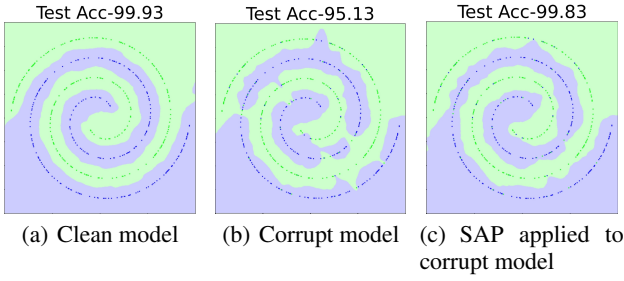 Test Acc-99.93
Test Acc-95.13
Test Acc-99.83
(a) Clean model
(b) Corrupt model
(c) SAP applied to
corrupt model